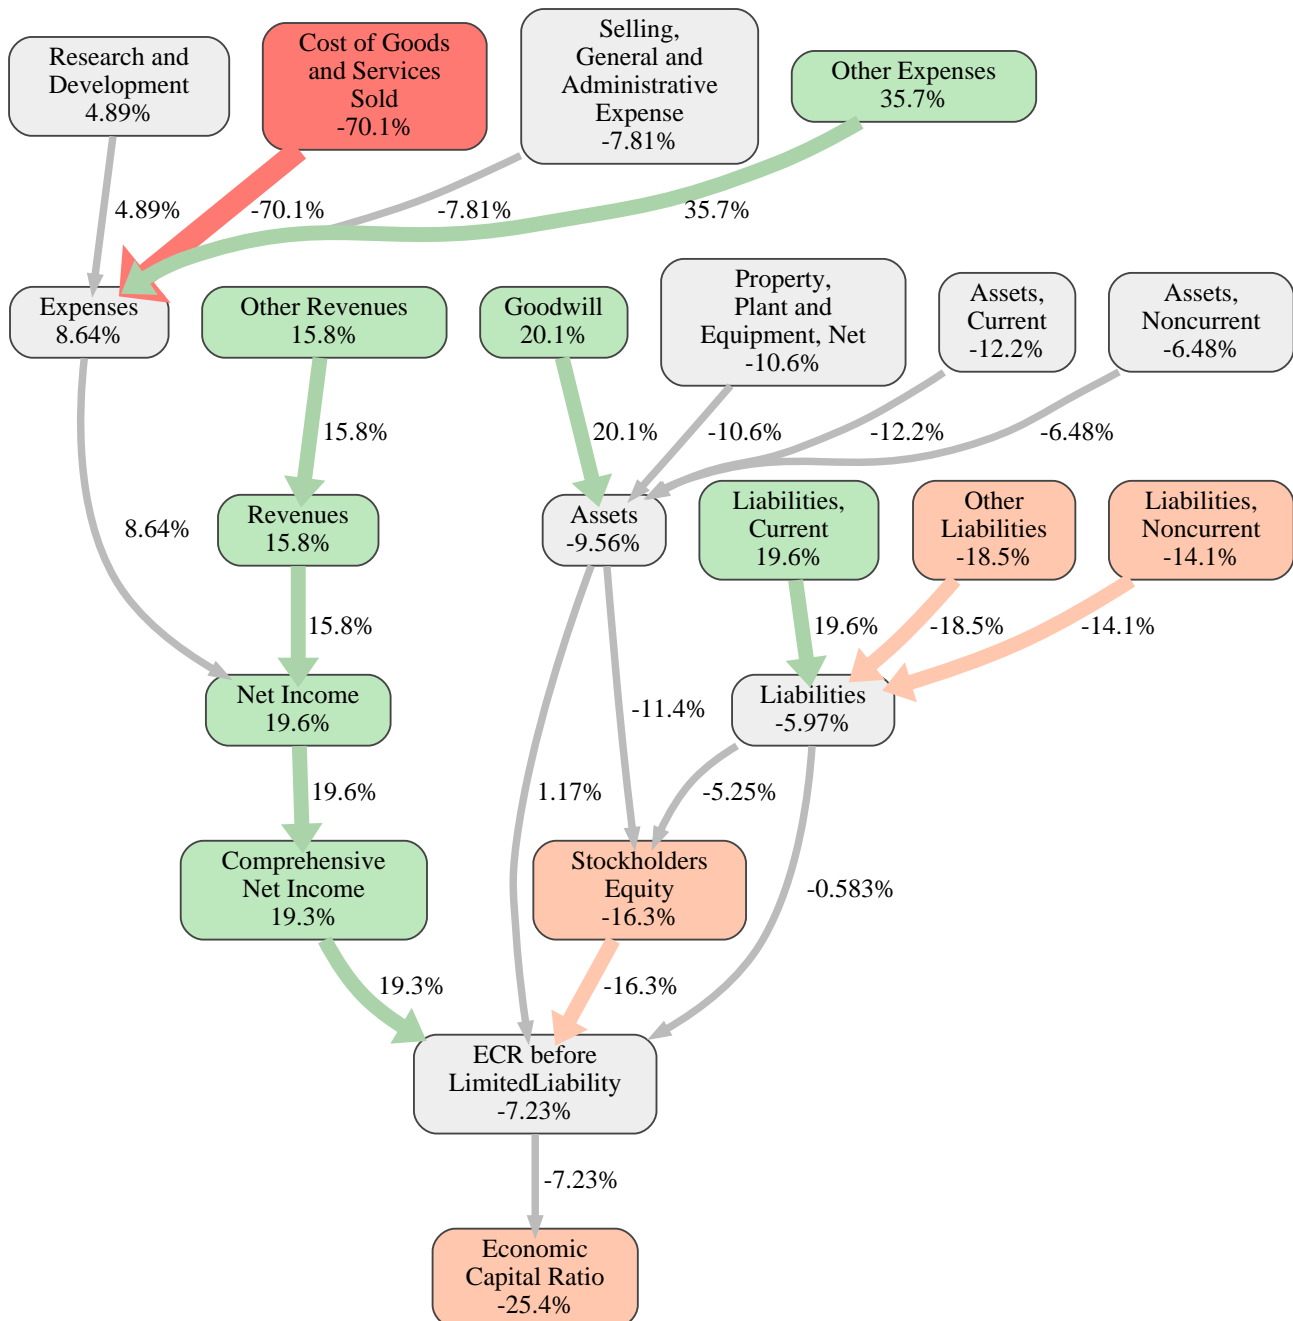 Research and
Development
4.89%
Cost of Goods
and Services
Sold
-70.1%
Selling,
General and
Administrative
Expense
-7.81%
Other Expenses
35.7%
4.89%
-70.1%
-7.81%
35.7%
Expenses
8.64%
Other Revenues
15.8%
Goodwill
20.1%
Property,
Plant and
Equipment, Net
-10.6%
Assets,
Current
-12.2%
Assets,
Noncurrent
-6.48%
15.8%
20.1%
-10.6%
-12.2%
-6.48%
8.64%
Revenues
15.8%
Assets
-9.56%
Liabilities,
Current
19.6%
Other
Liabilities
-18.5%
Liabilities,
Noncurrent
-14.1%
15.8%
19.6%
-18.5%
-14.1%
Net Income
19.6%
-11.4%
Liabilities
-5.97%
19.6%
1.17%
-5.25%
Comprehensive
Net Income
19.3%
Stockholders
Equity
-16.3%
-0.583%
19.3%
-16.3%
ECR before
LimitedLiability
-7.23%
-7.23%
Economic
Capital Ratio
-25.4%